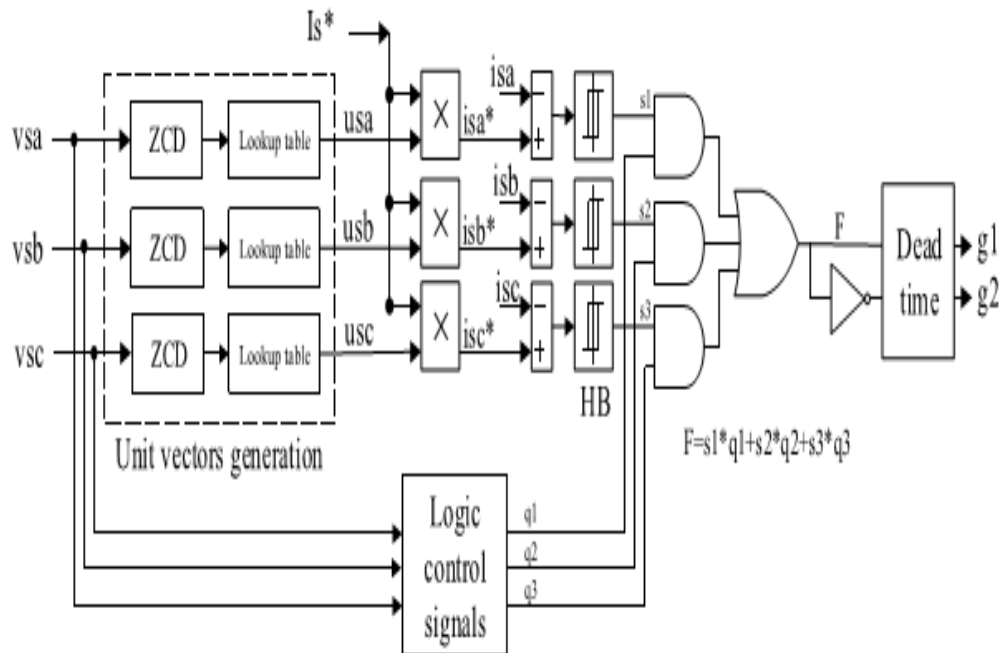 Is*
vsa
ZCD
Lookup table
usa
×
isa*
isa
−
+
s1
vsb
ZCD
Lookup table
usb
×
isb*
isb
−
+
s2
vsc
ZCD
Lookup table
usc
×
isc*
isc
−
+
s3
HB
F
Dead
time
g1
g2
Unit vectors generation
F=s1*q1+s2*q2+s3*q3
Logic
control
signals
q1
q2
q3